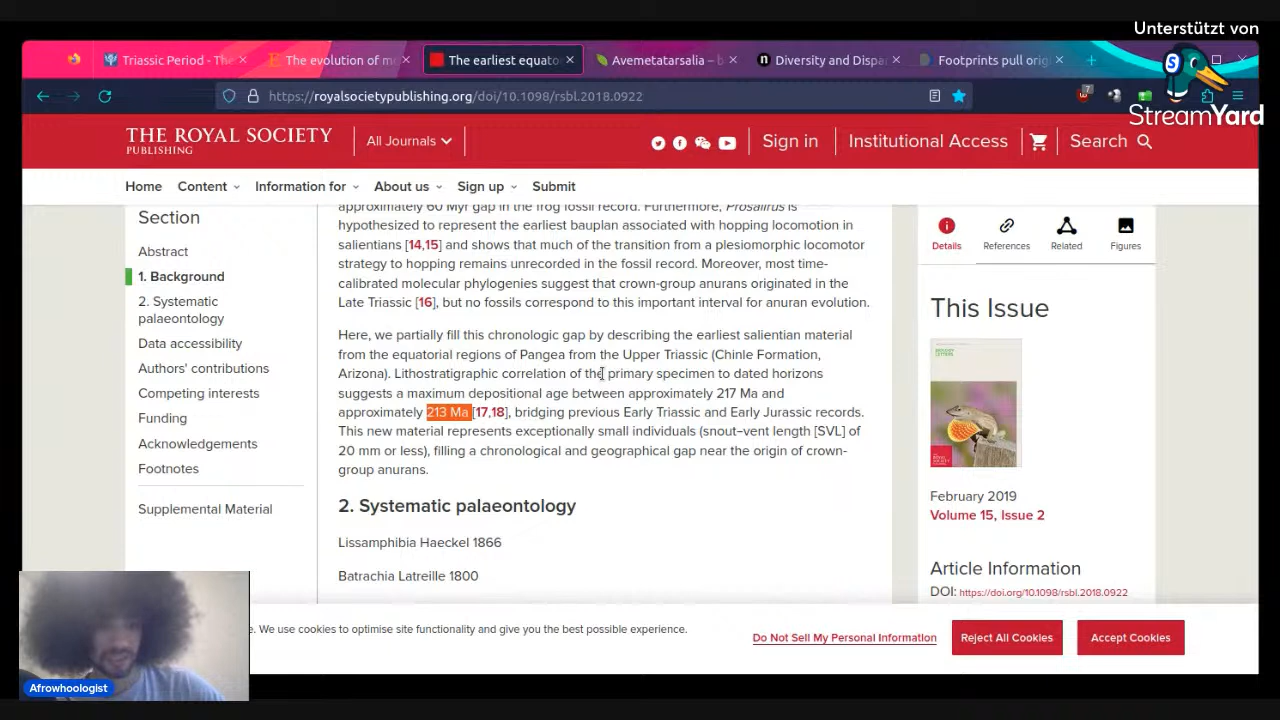 Unterstützt von
StreamYard
Triassic Period - The
The evolution of m
The earliest equato
Avemetatarsalia – b
Diversity and Dispa
Footprints pull orig
https://royalsocietypublishing.org/doi/10.1098/rsbl.2018.0922
7
THE ROYAL SOCIETY
PUBLISHING
All Journals
Sign in
Institutional Access
Search
Home
Content
Information for
About us
Sign up
Submit
Section
Abstract
1. Background
2. Systematic
palaeontology
Data accessibility
Authors' contributions
Competing interests
Funding
Acknowledgements
Footnotes
Supplemental Material
approximately 60 Myr gap in the frog fossil record. Furthermore, Prosalirus is
hypothesized to represent the earliest bauplan associated with hopping locomotion in
salientians [14,15] and shows that much of the transition from a plesiomorphic locomotor
strategy to hopping remains unrecorded in the fossil record. Moreover, most time-
calibrated molecular phylogenies suggest that crown-group anurans originated in the
Late Triassic [16], but no fossils correspond to this important interval for anuran evolution.
Here, we partially fill this chronologic gap by describing the earliest salientian material
from the equatorial regions of Pangea from the Upper Triassic (Chinle Formation,
Arizona). Lithostratigraphic correlation of the primary specimen to dated horizons
suggests a maximum depositional age between approximately 217 Ma and
approximately 213 Ma [17,18], bridging previous Early Triassic and Early Jurassic records.
This new material represents exceptionally small individuals (snout–vent length [SVL] of
20 mm or less), filling a chronological and geographical gap near the origin of crown-
group anurans.
2. Systematic palaeontology
Lissamphibia Haeckel 1866
Batrachia Latreille 1800
Details
References
Related
Figures
This Issue
February 2019
Volume 15, Issue 2
Article Information
DOI: https://doi.org/10.1098/rsbl.2018.0922
e. We use cookies to optimise site functionality and give you the best possible experience.
Do Not Sell My Personal Information
Reject All Cookies
Accept Cookies
Afrowhoologist